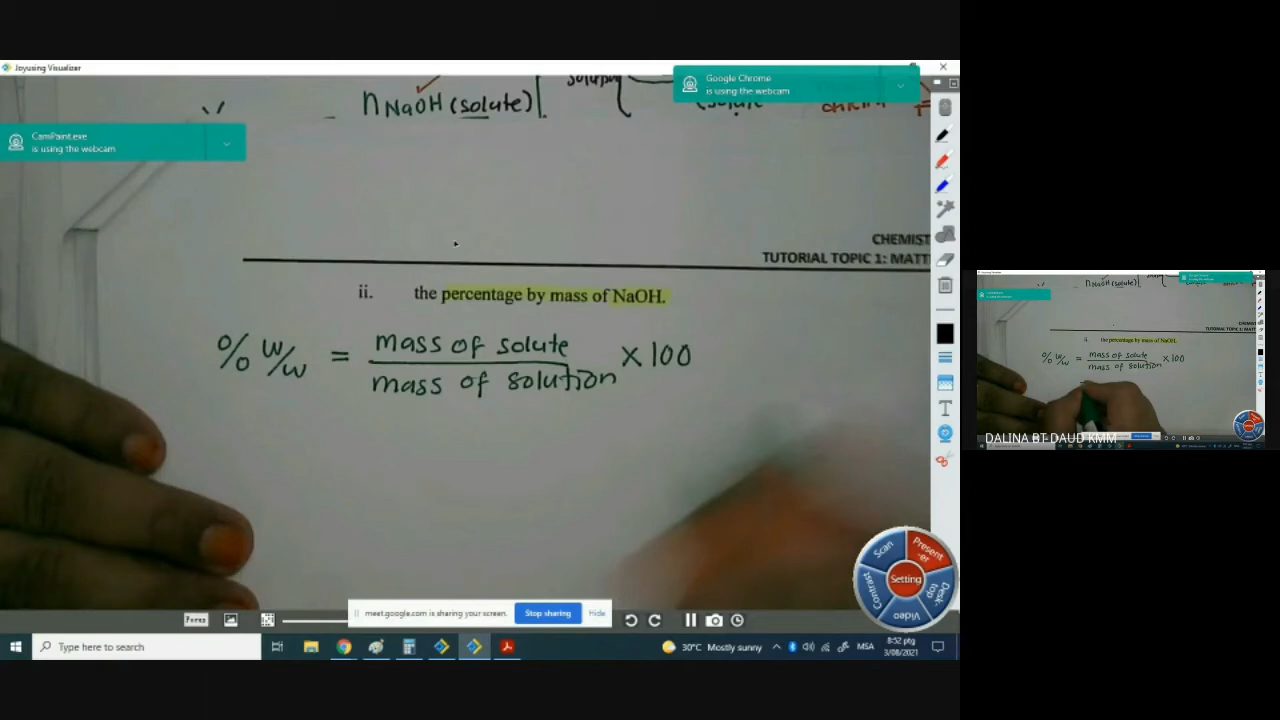 Joyusing Visualizer
Google Chrome
is using the webcam
nNaOH (solute)
CamPaint.exe
is using the webcam
CHEMIST
TUTORIAL TOPIC 1: MATT
ii. the percentage by mass of NaOH.
% w/w = mass of solute / mass of solution × 100
Scan
Present-er
Setting
Contrast
Desk-top
Video
Focus
meet.google.com is sharing your screen.
Stop sharing
Hide
Type here to search
30°C Mostly sunny
MSA
8:52 ptg
3/08/2021
DALINA BT DAUD KMM